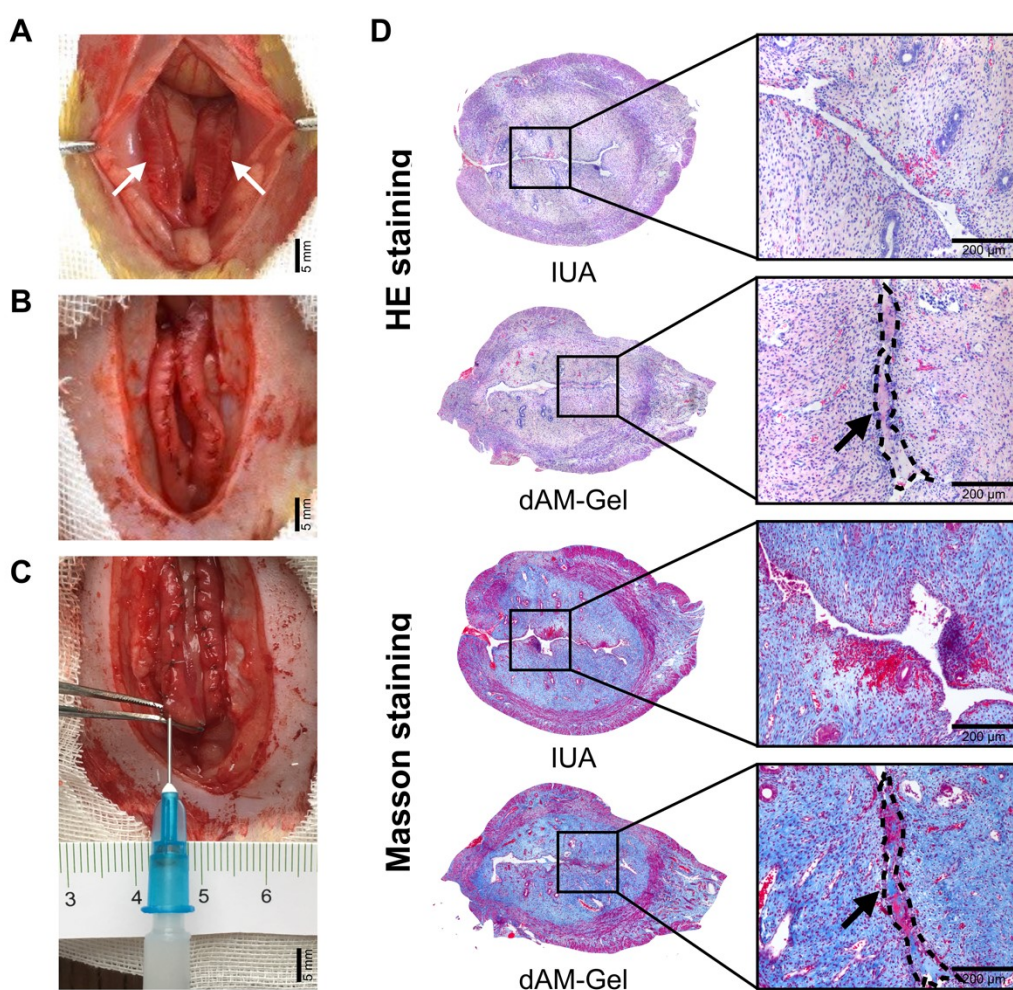 A
5 mm
B
5 mm
C
3 4 5 6
5 mm
D
HE staining
IUA
200 µm
dAM-Gel
200 µm
Masson staining
IUA
200 µm
dAM-Gel
200 µm